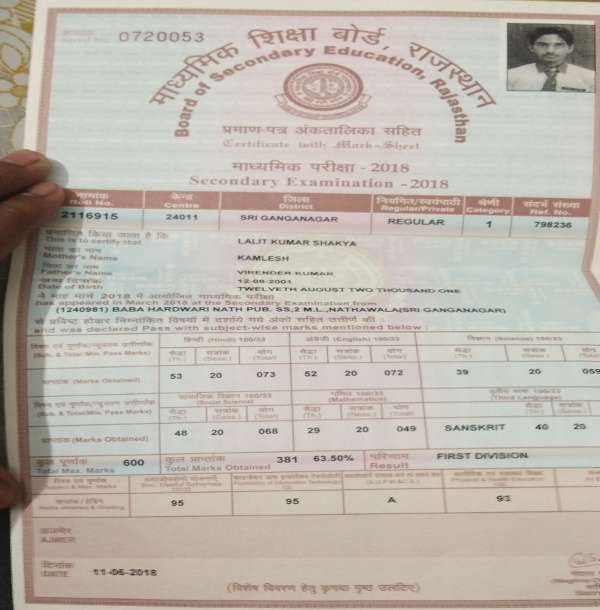 Serial No. 0720053
माध्यमिक शिक्षा बोर्ड, राजस्थान
Board of Secondary Education, Rajasthan
प्रमाण-पत्र अंकतालिका सहित
Certificate with Mark-Sheet
माध्यमिक परीक्षा - 2018
Secondary Examination - 2018
नामांक केन्द्र जिला नियमित/स्वयंपाठी श्रेणी संदर्भ संख्या
Roll No. Centre District Regular/Private Category Ref. No.
2116915 24011 SRI GANGANAGAR REGULAR 1 798236
प्रमाणित किया जाता है कि
This is to certify that LALIT KUMAR SHAKYA
माता का नाम
Mother's Name KAMLESH
पिता का नाम
Father's Name VIRENDER KUMAR
जन्म दिनांक 12-08-2001
Date of Birth TWELVETH AUGUST TWO THOUSAND ONE
ने माह मार्च 2018 में आयोजित माध्यमिक परीक्षा
has appeared in March 2018 at the Secondary Examination from
(1240981) BABA HARDWARI NATH PUB. SS,2 M.L.,NATHAWALA(SRI GANGANAGAR)
से प्रविष्ट होकर निम्नांकित विषयों में दर्शाये गये अंकों सहित उत्तीर्ण की :
and was declared Pass with subject-wise marks mentioned below :
हिन्दी (Hindi) 100/33 अंग्रेजी (English) 100/33 विज्ञान (Science) 100/33
विषय एवं पूर्णांक/न्यूनतम उत्तीर्णांक सैद्धा सत्रांक योग सैद्धा सत्रांक योग सैद्धा सत्रांक योग
(Sub. & Total/Min. Pass Marks) (Th.) (Sess.) (Total) (Th.) (Sess.) (Total) (Th.) (Sess.) (Total)
प्राप्तांक (Marks Obtained) 53 20 073 52 20 072 39 20 059
सामाजिक विज्ञान 100/33 गणित 100/33 तृतीय भाषा 100/33
(Social Science) (Mathematics) (Third Language)
विषय एवं पूर्णांक/न्यूनतम उत्तीर्णांक सैद्धा सत्रांक योग सैद्धा सत्रांक योग सैद्धा सत्रांक
(Sub. & Total/Min. Pass Marks) (Th.) (Sess.) (Total) (Th.) (Sess.) (Total) (Th.) (Sess.)
प्राप्तांक (Marks Obtained) 48 20 068 29 20 049 SANSKRIT 40 20
कुल पूर्णांक 600 कुल प्राप्तांक 381 63.50% परिणाम FIRST DIVISION
Total Max. Marks Total Marks Obtained Result
विषय एवं पूर्णांक
Subject & Max. Marks Foundation of Information Technology Physical & Health Education
95 95 A 93
अजमेर
AJMER
दिनांक
DATE 11-06-2018
(विशेष विवरण हेतु कृपया पृष्ठ उलटिए)